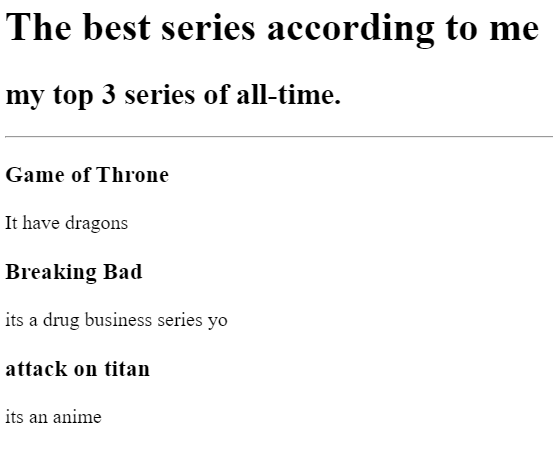 The best series according to me
my top 3 series of all-time.
Game of Throne
It have dragons
Breaking Bad
its a drug business series yo
attack on titan
its an anime